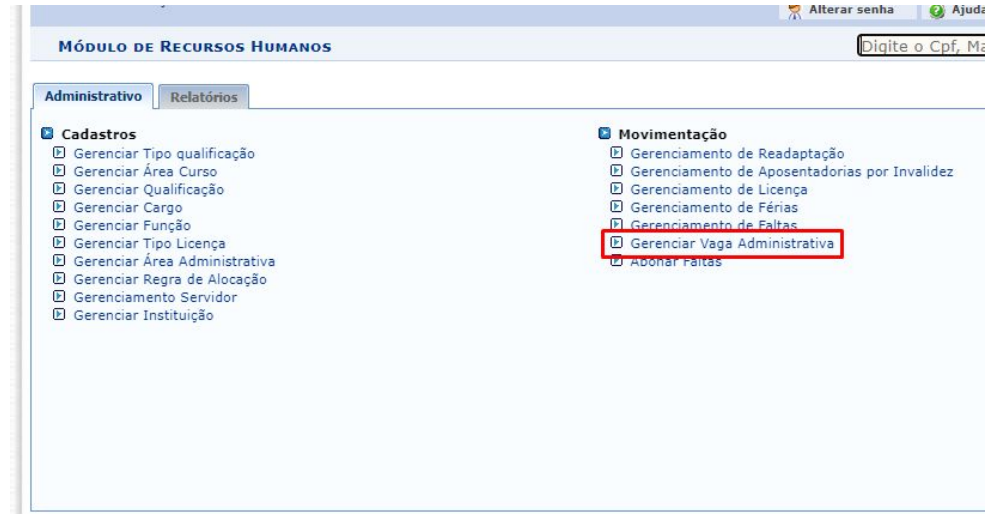 Alterar senha
Ajuda
MÓDULO DE RECURSOS HUMANOS
Digite o Cpf, Ma
Administrativo
Relatórios
Cadastros
Gerenciar Tipo qualificação
Gerenciar Área Curso
Gerenciar Qualificação
Gerenciar Cargo
Gerenciar Função
Gerenciar Tipo Licença
Gerenciar Área Administrativa
Gerenciar Regra de Alocação
Gerenciamento Servidor
Gerenciar Instituição
Movimentação
Gerenciamento de Readaptação
Gerenciamento de Aposentadorias por Invalidez
Gerenciamento de Licença
Gerenciamento de Férias
Gerenciamento de Faltas
Gerenciar Vaga Administrativa
Abonar Faltas